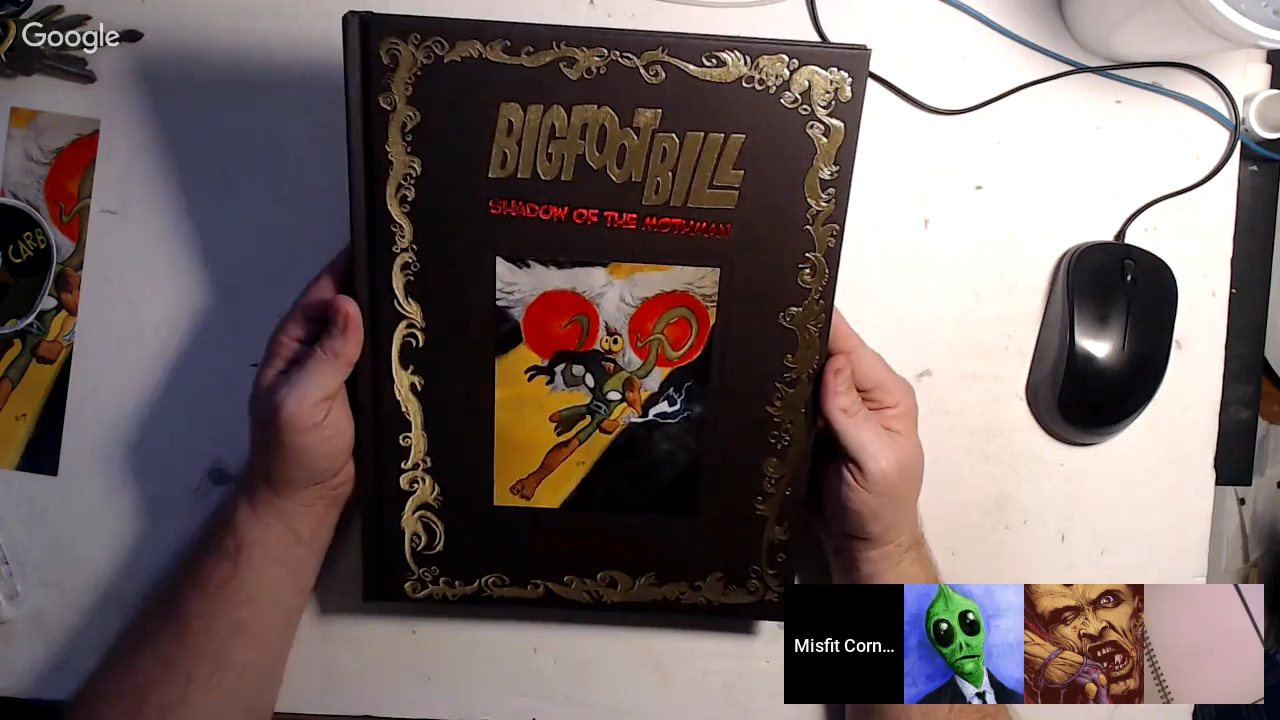 Google
BIGFOOT BILL
SHADOW OF THE MOTHMAN
CARB
Misfit Corn...